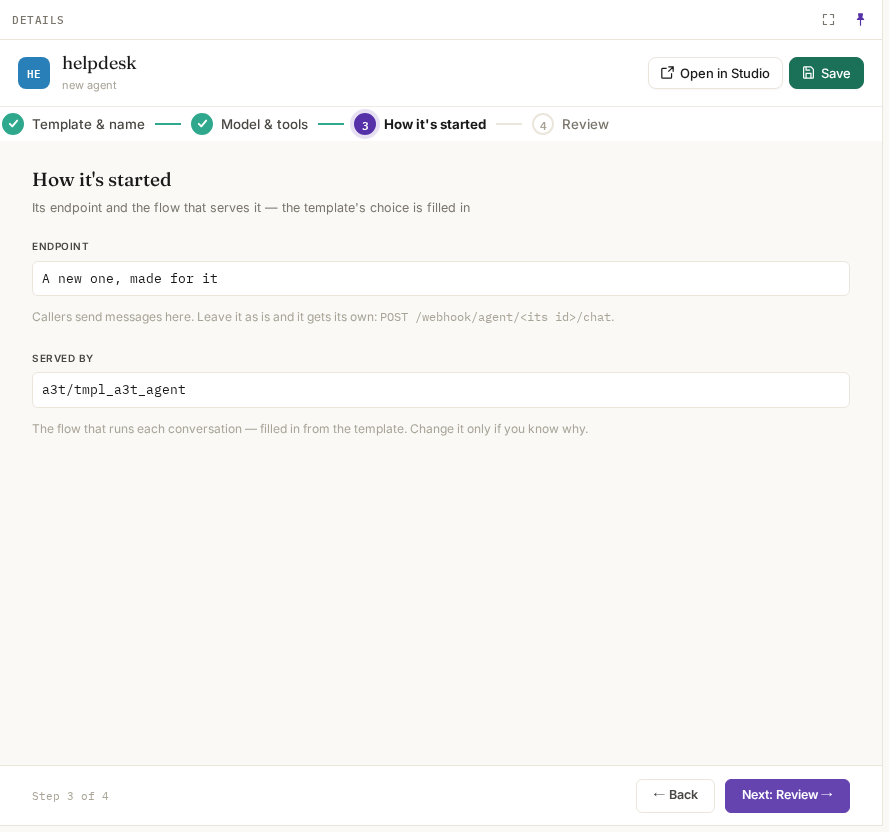 DETAILS
HE
helpdesk
new agent
Open in Studio
Save
Template & name
Model & tools
3
How it's started
4
Review
How it's started
Its endpoint and the flow that serves it — the template's choice is filled in
ENDPOINT
A new one, made for it
Callers send messages here. Leave it as is and it gets its own: POST /webhook/agent/<its id>/chat.
SERVED BY
a3t/tmpl_a3t_agent
The flow that runs each conversation — filled in from the template. Change it only if you know why.
Step 3 of 4
← Back
Next: Review →